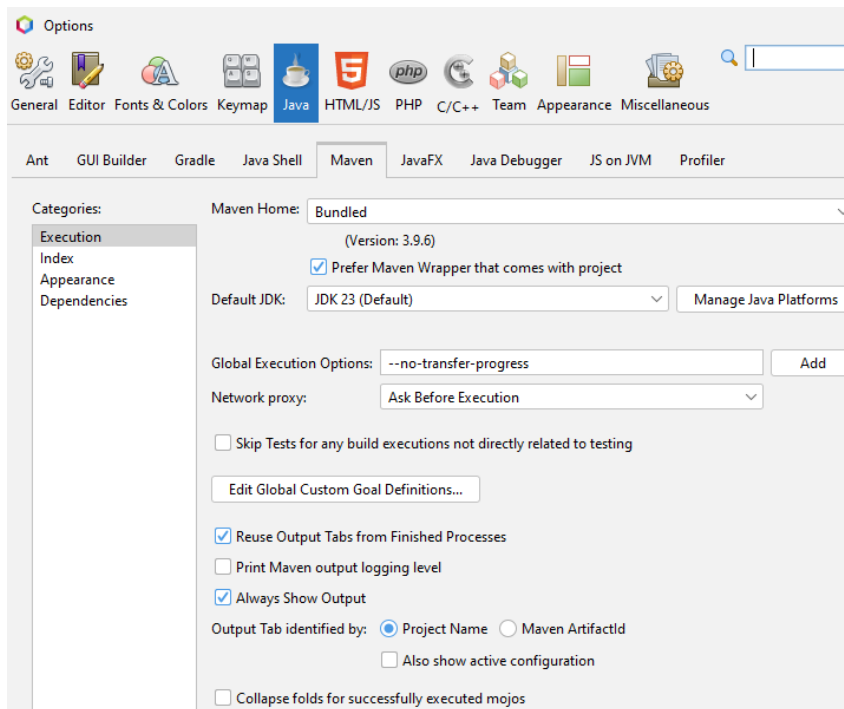 Options
General Editor Fonts & Colors Keymap Java HTML/JS PHP C/C++ Team Appearance Miscellaneous
Ant GUI Builder Gradle Java Shell Maven JavaFX Java Debugger JS on JVM Profiler
Categories:
Execution
Index
Appearance
Dependencies
Maven Home: Bundled
(Version: 3.9.6)
Prefer Maven Wrapper that comes with project
Default JDK: JDK 23 (Default) Manage Java Platforms
Global Execution Options: --no-transfer-progress Add
Network proxy: Ask Before Execution
Skip Tests for any build executions not directly related to testing
Edit Global Custom Goal Definitions...
Reuse Output Tabs from Finished Processes
Print Maven output logging level
Always Show Output
Output Tab identified by: Project Name Maven ArtifactId
Also show active configuration
Collapse folds for successfully executed mojos